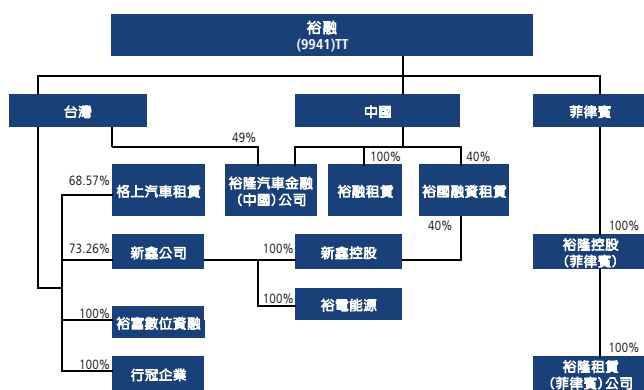 裕融
(9941)TT
台灣
中國
菲律賓
49%
68.57%
格上汽車租賃
裕隆汽車金融
(中國)公司
100%
裕融租賃
40%
裕國融資租賃
73.26%
新鑫公司
100%
新鑫控股
40%
100%
裕隆控股
(菲律賓)
100%
裕電能源
100%
裕富數位資融
100%
行冠企業
100%
裕隆租賃
(菲律賓)公司